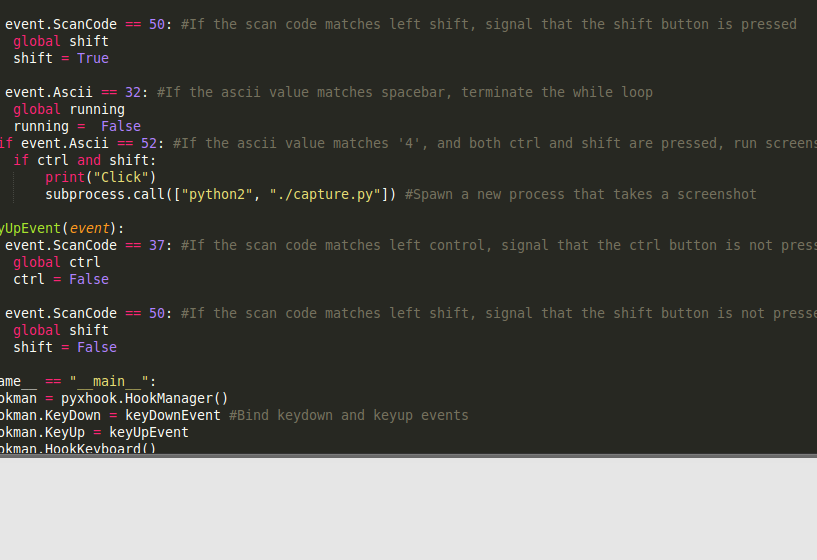 event.ScanCode == 50: #If the scan code matches left shift, signal that the shift button is pressed
global shift
shift = True
event.Ascii == 32: #If the ascii value matches spacebar, terminate the while loop
global running
running =  False
if event.Ascii == 52: #If the ascii value matches '4', and both ctrl and shift are pressed, run screens
if ctrl and shift:
print("Click")
subprocess.call(["python2", "./capture.py"]) #Spawn a new process that takes a screenshot
yUpEvent(event):
event.ScanCode == 37: #If the scan code matches left control, signal that the ctrl button is not press
global ctrl
ctrl = False
event.ScanCode == 50: #If the scan code matches left shift, signal that the shift button is not presse
global shift
shift = False
ame__ == "__main__":
okman = pyxhook.HookManager()
okman.KeyDown = keyDownEvent #Bind keydown and keyup events
okman.KeyUp = keyUpEvent
okman.HookKeyboard()